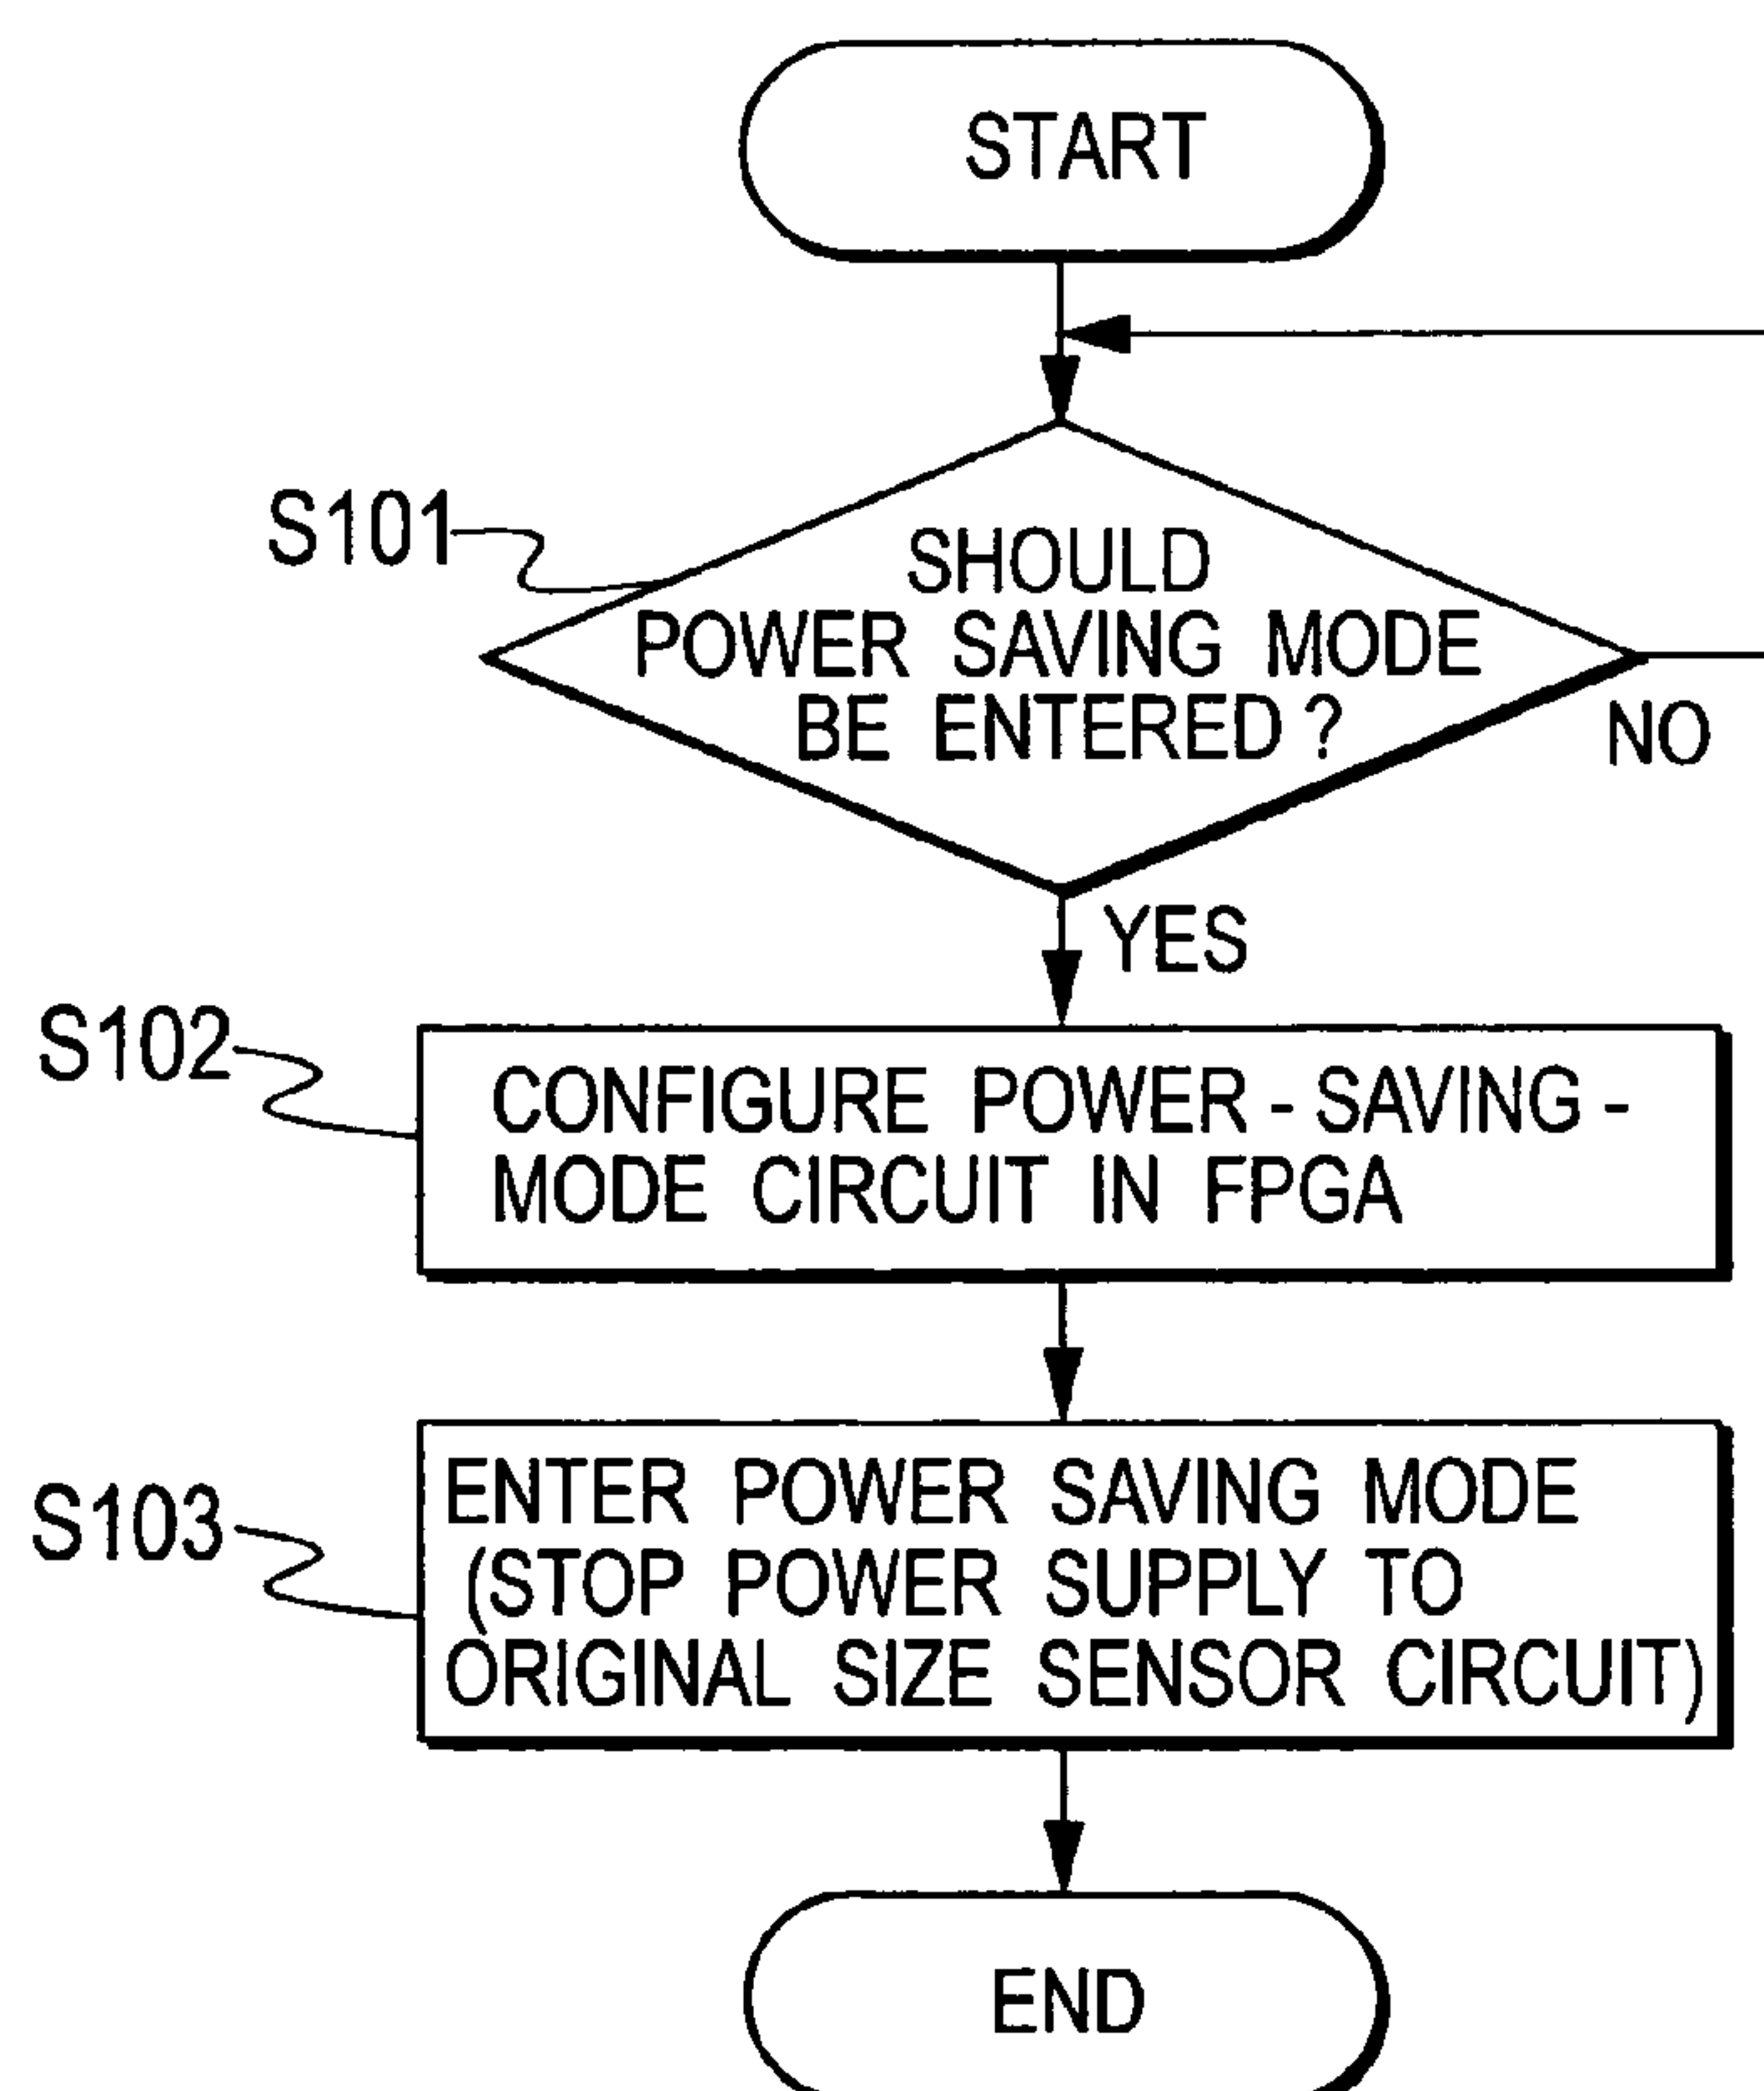 START
S101
SHOULD
POWER SAVING MODE
BE ENTERED ?
NO
YES
S102
CONFIGURE POWER - SAVING -
MODE CIRCUIT IN FPGA
S103
ENTER POWER SAVING MODE
(STOP POWER SUPPLY TO
ORIGINAL SIZE SENSOR CIRCUIT)
END